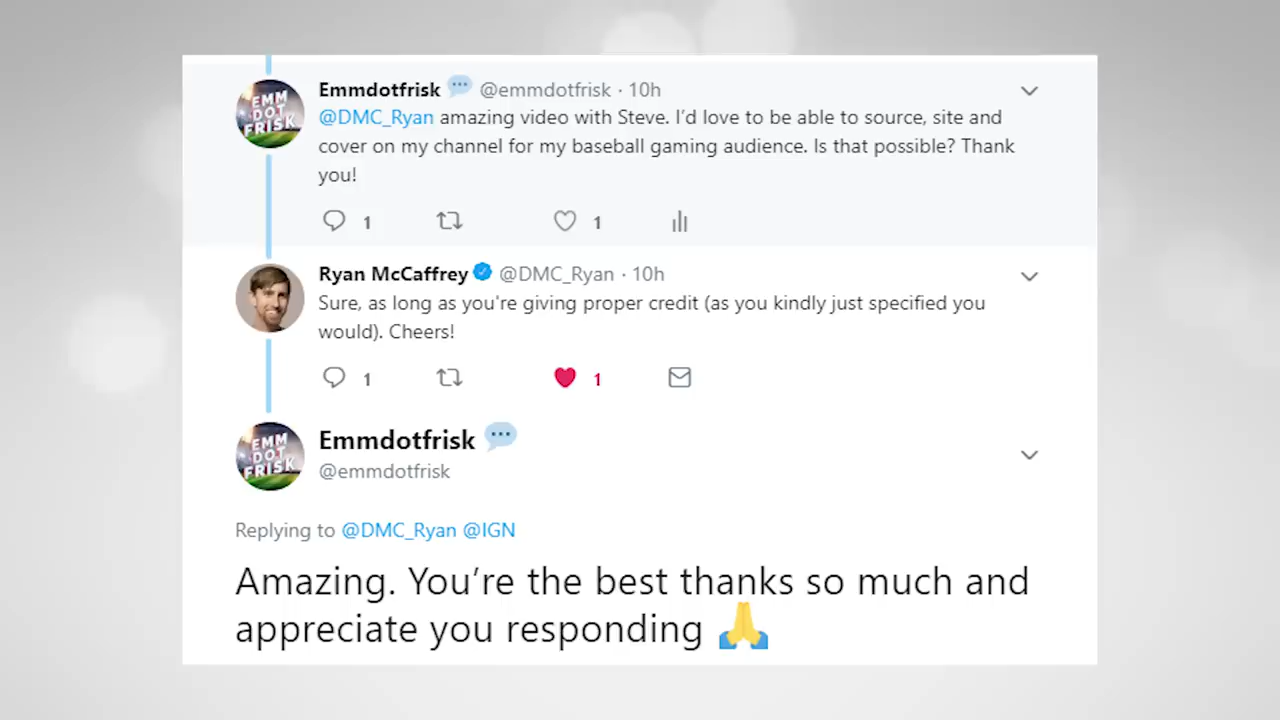 Emmdotfrisk 💬 @emmdotfrisk · 10h
EMM
DOT
FRISK
@DMC_Ryan amazing video with Steve. I'd love to be able to source, site and
cover on my channel for my baseball gaming audience. Is that possible? Thank
you!
1 1
Ryan McCaffrey @DMC_Ryan · 10h
Sure, as long as you're giving proper credit (as you kindly just specified you
would). Cheers!
1 1
EMM
DOT
FRISK
Emmdotfrisk 💬
@emmdotfrisk
Replying to @DMC_Ryan @IGN
Amazing. You're the best thanks so much and
appreciate you responding 🙏